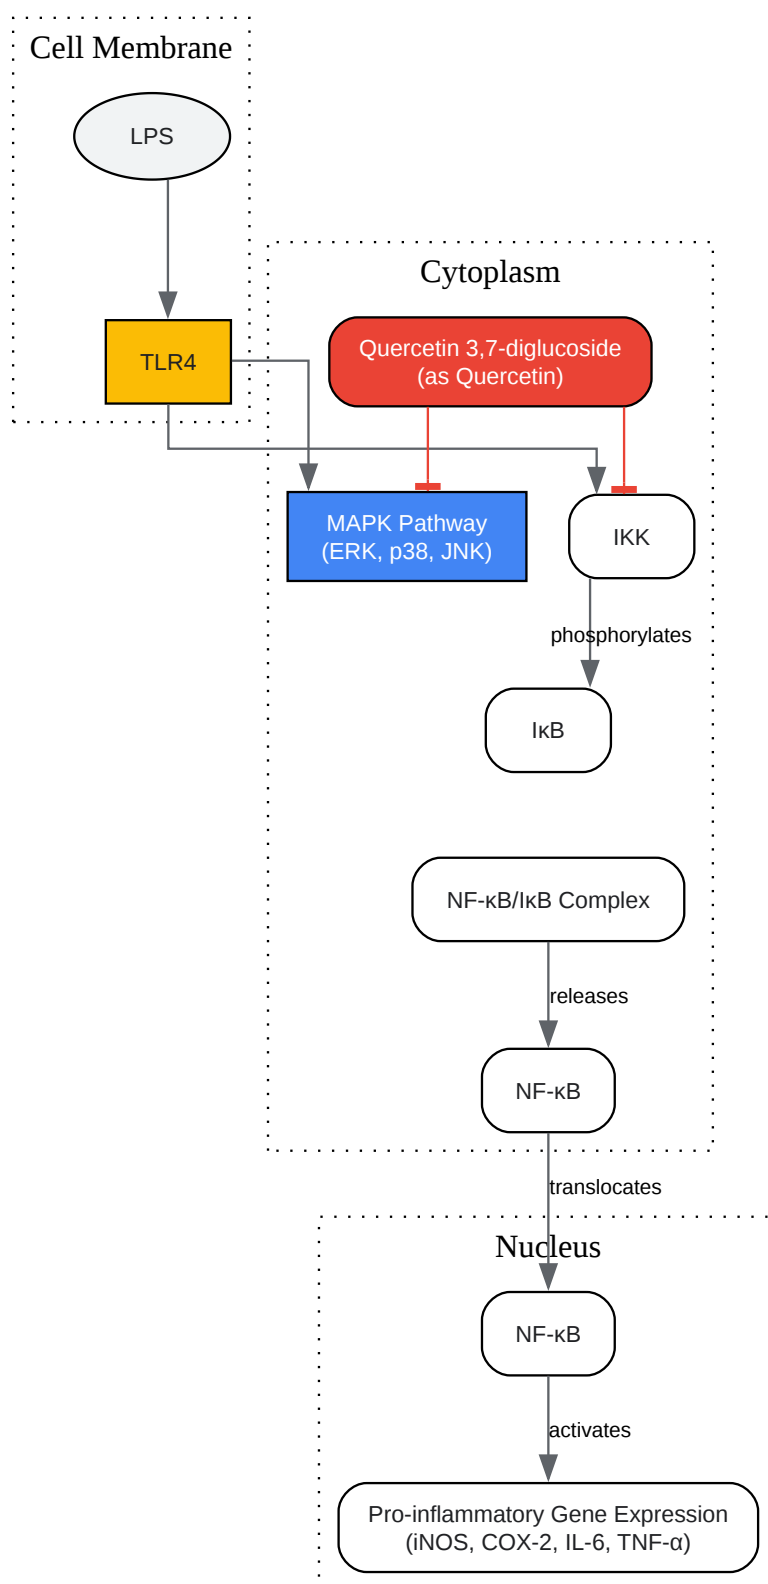 Cell Membrane
LPS
TLR4
Cytoplasm
Quercetin 3,7-diglucoside
(as Quercetin)
MAPK Pathway
(ERK, p38, JNK)
IKK
phosphorylates
IκB
NF-κB/IκB Complex
releases
NF-κB
translocates
Nucleus
NF-κB
activates
Pro-inflammatory Gene Expression
(iNOS, COX-2, IL-6, TNF-α)